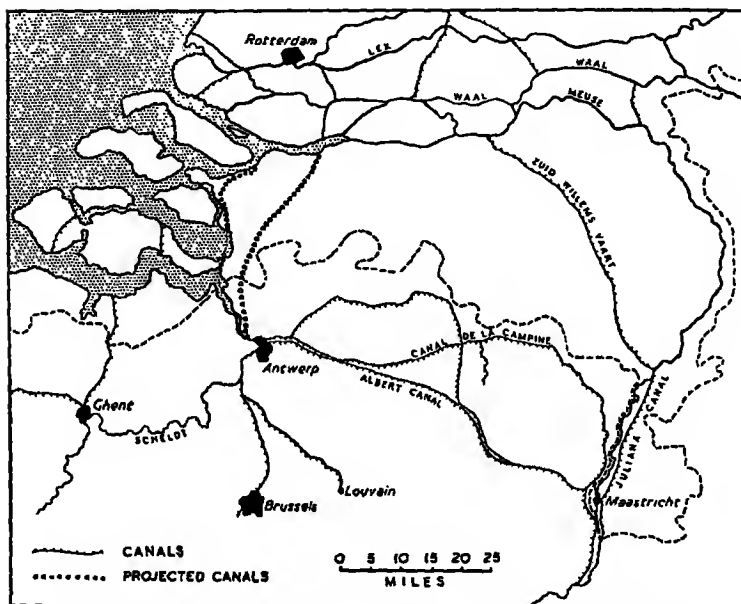 Rotterdam
LEK
WAAL
WAAL
MEUSE
ZUID WILLEMS VAART
CANAL DE LA CAMPINE
Antwerp
ALBERT CANAL
JULIANA CANAL
Ghent
SCHELDE
Louvain
Maastricht
Brussels
CANALS
0 5 10 15 20 25
PROJECTED CANALS
MILES